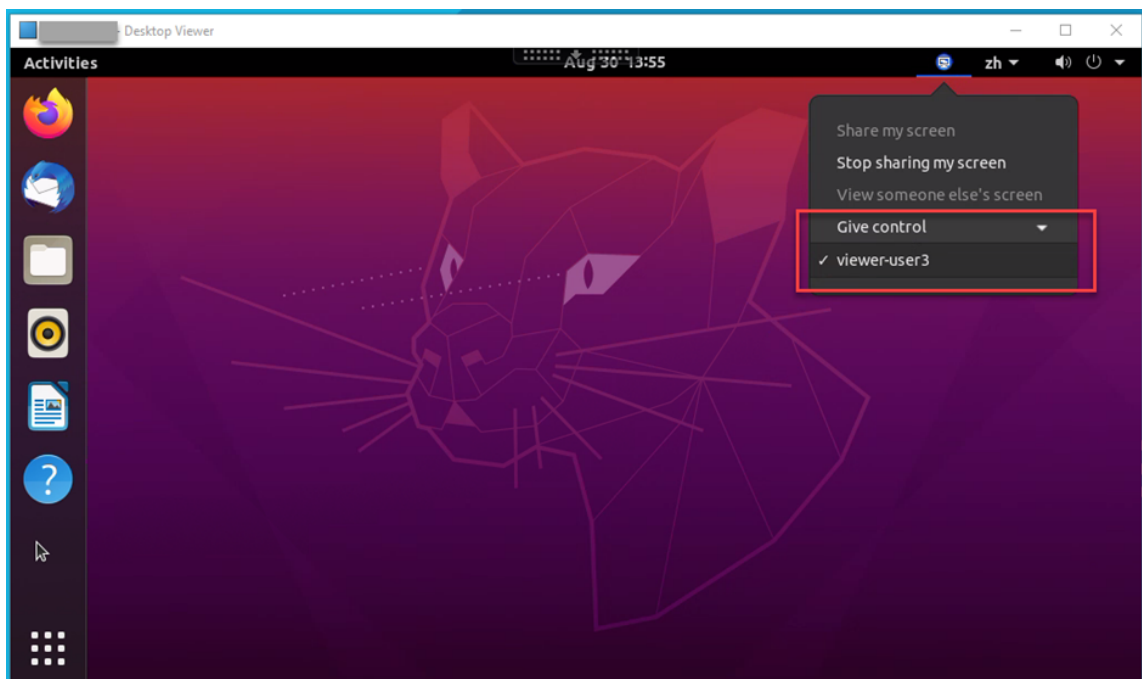 - Desktop Viewer
Activities
Aug 30 13:55
zh
Share my screen
Stop sharing my screen
View someone else's screen
Give control
✓ viewer-user3
?